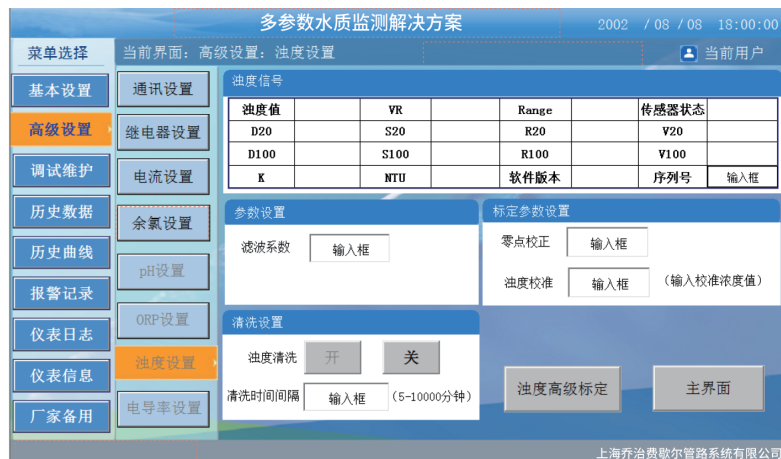 多参数水质监测解决方案
2002 / 08 / 08 18:00:00
菜单选择
当前界面：高级设置：浊度设置
当前用户
基本设置
高级设置
调试维护
历史数据
历史曲线
报警记录
仪表日志
仪表信息
厂家备用
通讯设置
继电器设置
电流设置
余氯设置
pH设置
ORP设置
浊度设置
电导率设置
浊度信号
浊度值 VR Range 传感器状态
D20 S20 R20 V20
D100 S100 R100 V100
K NTU 软件版本 序列号 输入框
参数设置
滤波系数 输入框
标定参数设置
零点校正 输入框
浊度校准 输入框 （输入校准浓度值）
清洗设置
浊度清洗 开 关
清洗时间间隔 输入框 （5-10000分钟）
浊度高级标定
主界面
上海乔治费歇尔管路系统有限公司